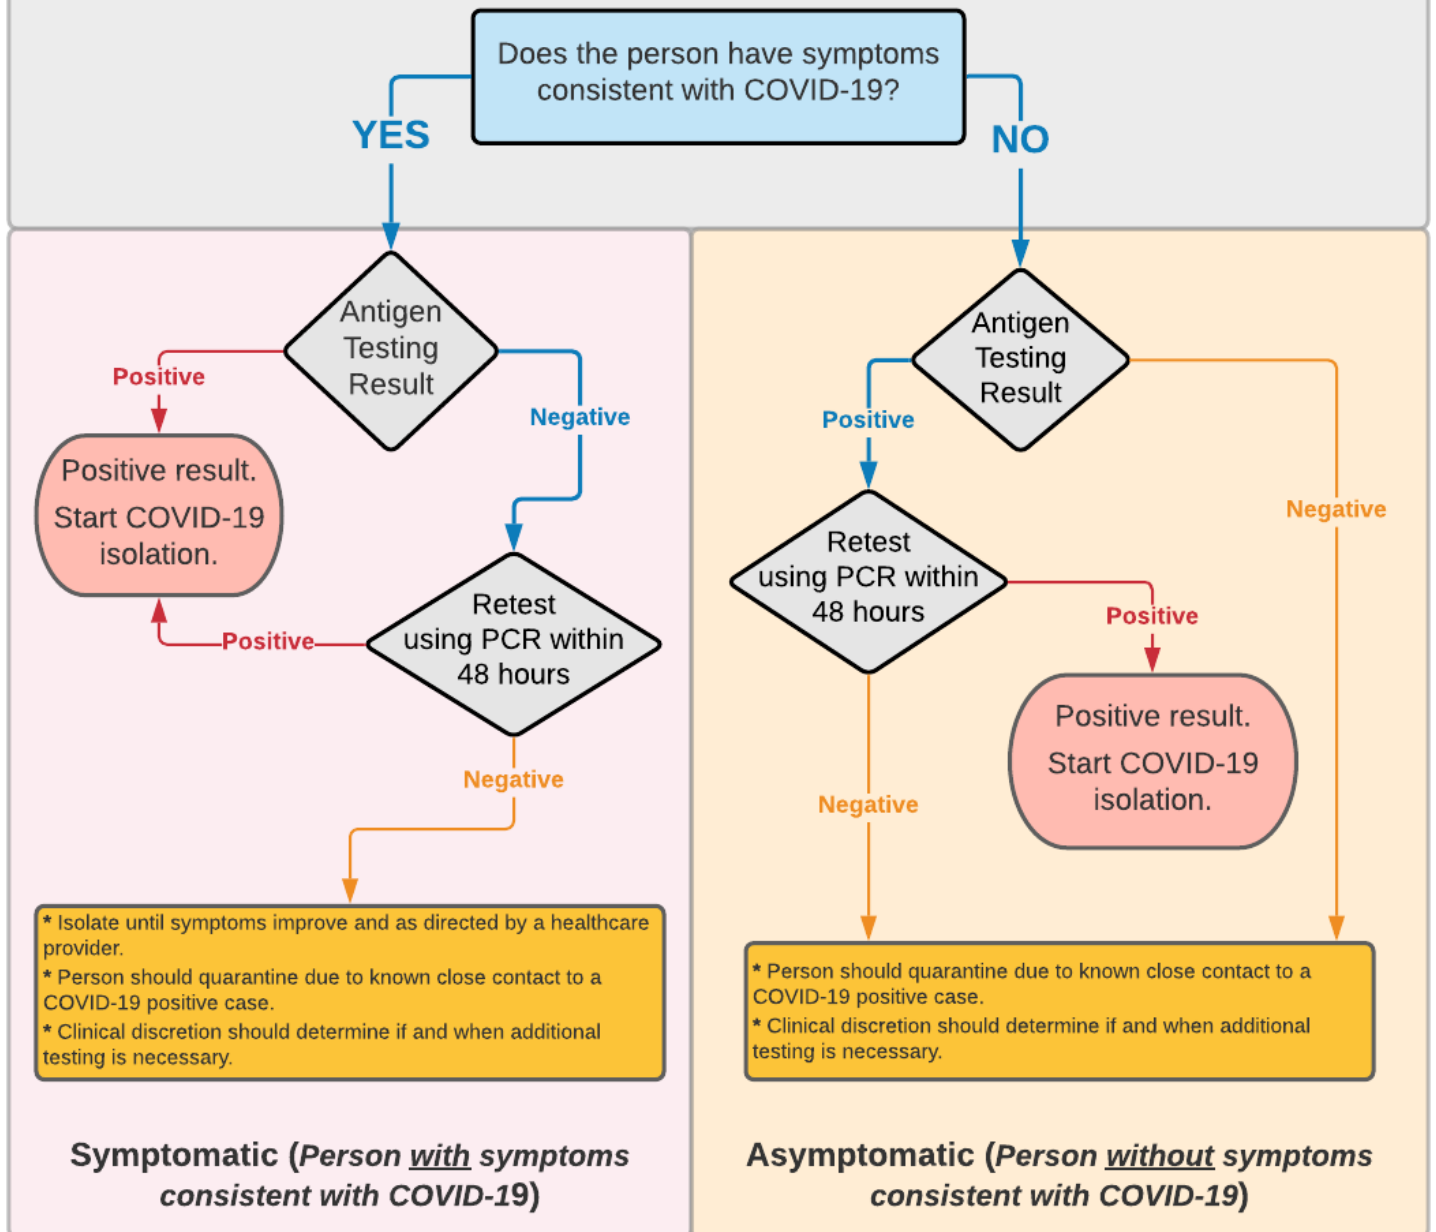 Does the person have symptoms
consistent with COVID-19?
YES
NO
Antigen
Testing
Result
Positive
Negative
Positive result.
Start COVID-19
isolation.
Retest
using PCR within
48 hours
Positive
Negative
* Isolate until symptoms improve and as directed by a healthcare
provider.
* Person should quarantine due to known close contact to a
COVID-19 positive case.
* Clinical discretion should determine if and when additional
testing is necessary.
Symptomatic (Person with symptoms
consistent with COVID-19)
Antigen
Testing
Result
Positive
Negative
Retest
using PCR within
48 hours
Positive
Positive result.
Start COVID-19
isolation.
Negative
* Person should quarantine due to known close contact to a
COVID-19 positive case.
* Clinical discretion should determine if and when additional
testing is necessary.
Asymptomatic (Person without symptoms
consistent with COVID-19)